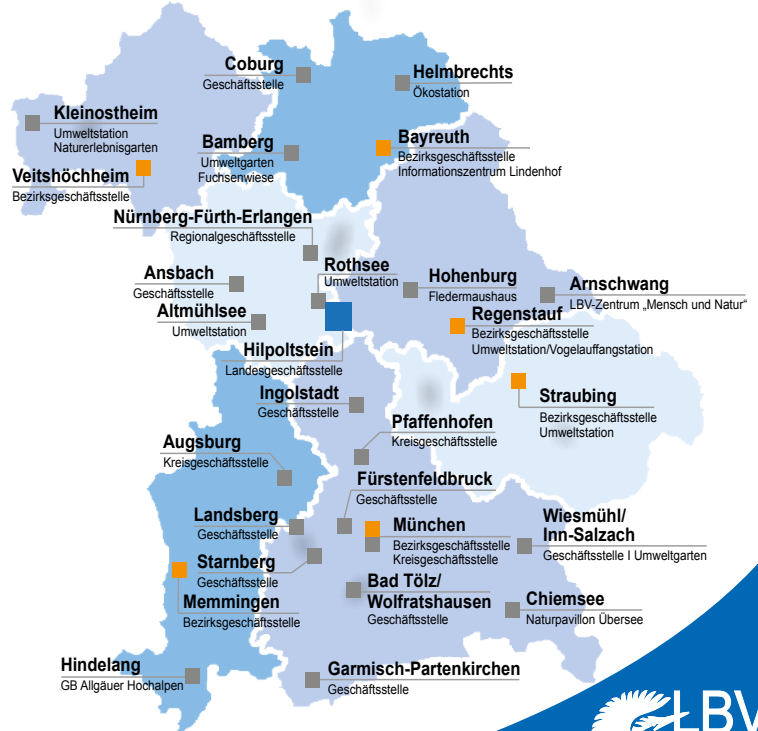 Coburg
Geschäftsstelle
Helmbrechts
Ökostation
Kleinostheim
Umweltstation
Naturerlebnisgarten
Bamberg
Umweltgarten
Fuchsenwiese
Bayreuth
Bezirksgeschäftsstelle
Informationszentrum Lindenhof
Veitshöchheim
Bezirksgeschäftsstelle
Nürnberg-Fürth-Erlangen
Regionalgeschäftsstelle
Ansbach
Geschäftsstelle
Rothsee
Umweltstation
Hohenburg
Fledermaushaus
Arnschwang
LBV-Zentrum „Mensch und Natur“
Altmühlsee
Umweltstation
Regenstauf
Bezirksgeschäftsstelle
Umweltstation/Vogelauffangstation
Hilpoltstein
Landesgeschäftsstelle
Ingolstadt
Geschäftsstelle
Straubing
Bezirksgeschäftsstelle
Umweltstation
Pfaffenhofen
Kreisgeschäftsstelle
Augsburg
Kreisgeschäftsstelle
Fürstenfeldbruck
Geschäftsstelle
Landsberg
Geschäftsstelle
München
Bezirksgeschäftsstelle
Kreisgeschäftsstelle
Wiesmühl/
Inn-Salzach
Geschäftsstelle I Umweltgarten
Starnberg
Geschäftsstelle
Memmingen
Bezirksgeschäftsstelle
Bad Tölz/
Wolfratshausen
Geschäftsstelle
Chiemsee
Naturpavillon Übersee
Hindelang
GB Allgäuer Hochalpen
Garmisch-Partenkirchen
Geschäftsstelle
LBV